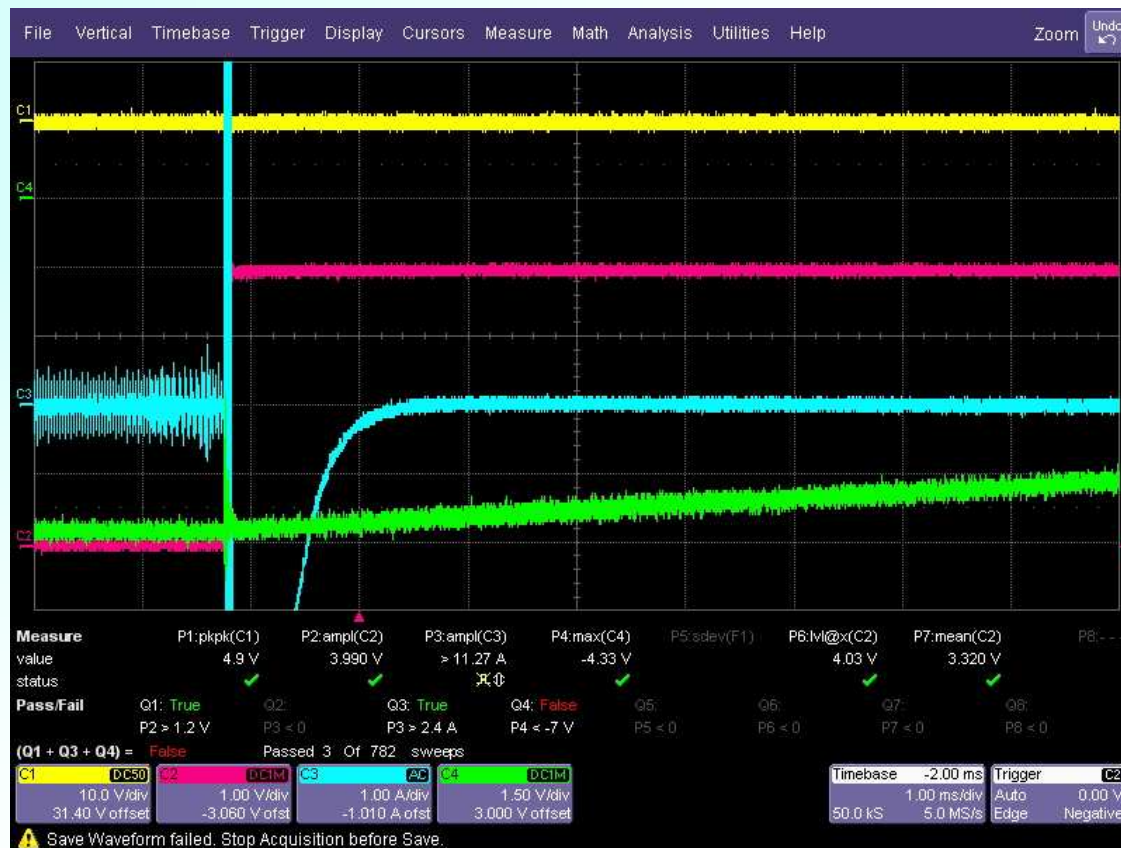 File Vertical Timebase Trigger Display Cursors Measure Math Analysis Utilities Help Zoom Undo
C1
C4
C3
C2
Measure P1:pkpk(C1) P2:ampl(C2) P3:ampl(C3) P4:max(C4) P5:sdev(F1) P6:lvl@x(C2) P7:mean(C2) P8:- - -
value 4.9 V 3.990 V > 11.27 A -4.33 V 4.03 V 3.320 V
status
Pass/Fail Q1: True Q2: Q3: True Q4: False Q5: Q6: Q7: Q8:
P2 > 1.2 V P3 < 0 P3 > 2.4 A P4 < -7 V P5 < 0 P6 < 0 P7 < 0 P8 < 0
(Q1 + Q3 + Q4) = False Passed 3 Of 782 sweeps
C1 DC50 C2 DC1M C3 AC C4 DC1M Timebase -2.00 ms Trigger C2
10.0 V/div 1.00 V/div 1.00 A/div 1.50 V/div 1.00 ms/div Auto 0.00 V
31.40 V offset -3.060 V ofst -1.010 A ofst 3.000 V offset 50.0 kS 5.0 MS/s Edge Negative
Save Waveform failed. Stop Acquisition before Save.